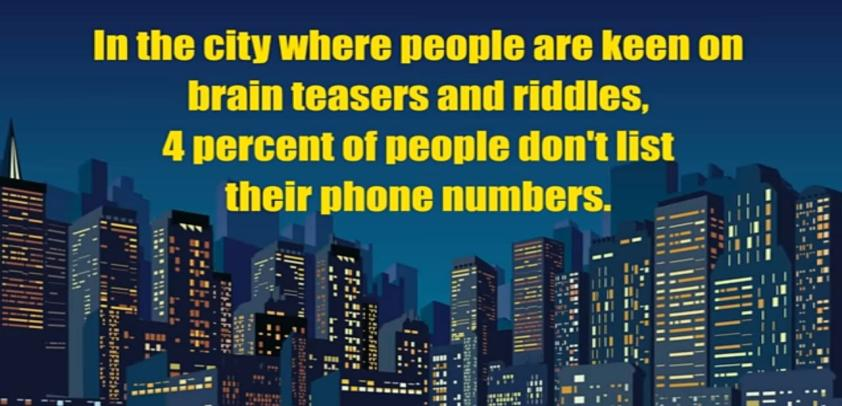 In the city where people are keen on
brain teasers and riddles,
4 percent of people don't list
their phone numbers.